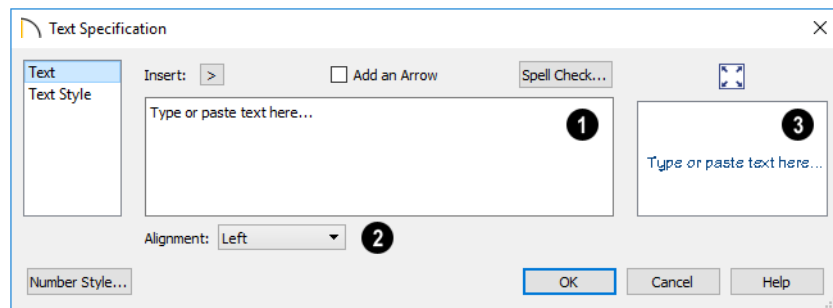 Text Specification
Text
Text Style
Insert: >
Add an Arrow
Spell Check...
Type or paste text here...
1
3
Type or paste text here...
Alignment: Left
2
Number Style...
OK
Cancel
Help